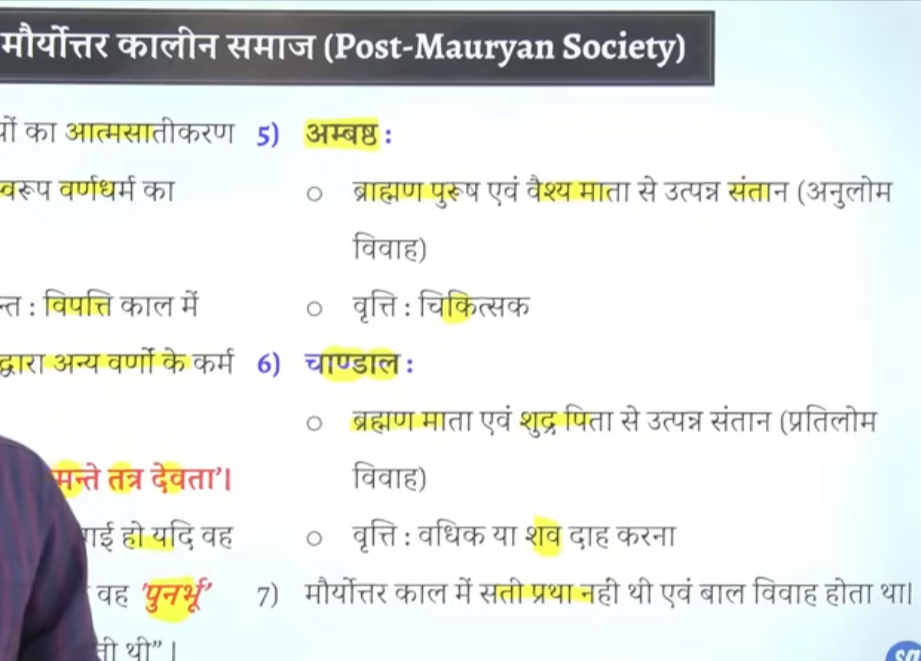 मौर्योत्तर कालीन समाज (Post-Mauryan Society)
का आत्मसातीकरण
वर्णधर्म का
विपत्ति काल में
द्वारा अन्य वर्णो के कर्म
तत्र देवता’।
हो यदि वह
वह ‘पुनर्भू’
थी”।
5) अम्बष्ठ :
○ ब्राह्मण पुरूष एवं वैश्य माता से उत्पन्न संतान (अनुलोम
विवाह)
○ वृत्ति : चिकित्सक
6) चाण्डाल :
○ ब्रह्मण माता एवं शुद्र पिता से उत्पन्न संतान (प्रतिलोम
विवाह)
○ वृत्ति : वधिक या शव दाह करना
7) मौर्योत्तर काल में सती प्रथा नही थी एवं बाल विवाह होता था।